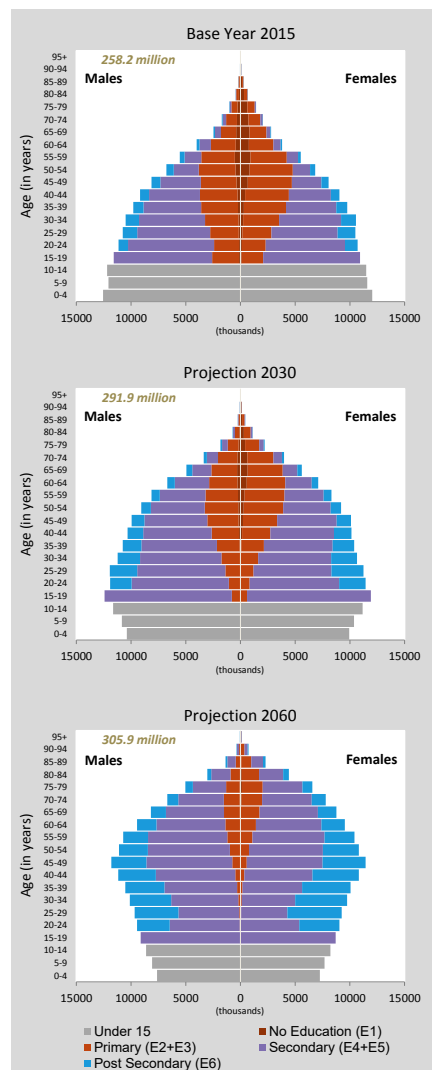 Base Year 2015
258.2 million
Males
Females
Age (in years)
95+
90-94
85-89
80-84
75-79
70-74
65-69
60-64
55-59
50-54
45-49
40-44
35-39
30-34
25-29
20-24
15-19
10-14
5-9
0-4
15000 10000 5000 0 5000 10000 15000
(thousands)
Projection 2030
291.9 million
Males
Females
Age (in years)
95+
90-94
85-89
80-84
75-79
70-74
65-69
60-64
55-59
50-54
45-49
40-44
35-39
30-34
25-29
20-24
15-19
10-14
5-9
0-4
15000 10000 5000 0 5000 10000 15000
(thousands)
Projection 2060
305.9 million
Males
Females
Age (in years)
95+
90-94
85-89
80-84
75-79
70-74
65-69
60-64
55-59
50-54
45-49
40-44
35-39
30-34
25-29
20-24
15-19
10-14
5-9
0-4
15000 10000 5000 0 5000 10000 15000
(thousands)
Under 15 No Education (E1)
Primary (E2+E3) Secondary (E4+E5)
Post Secondary (E6)